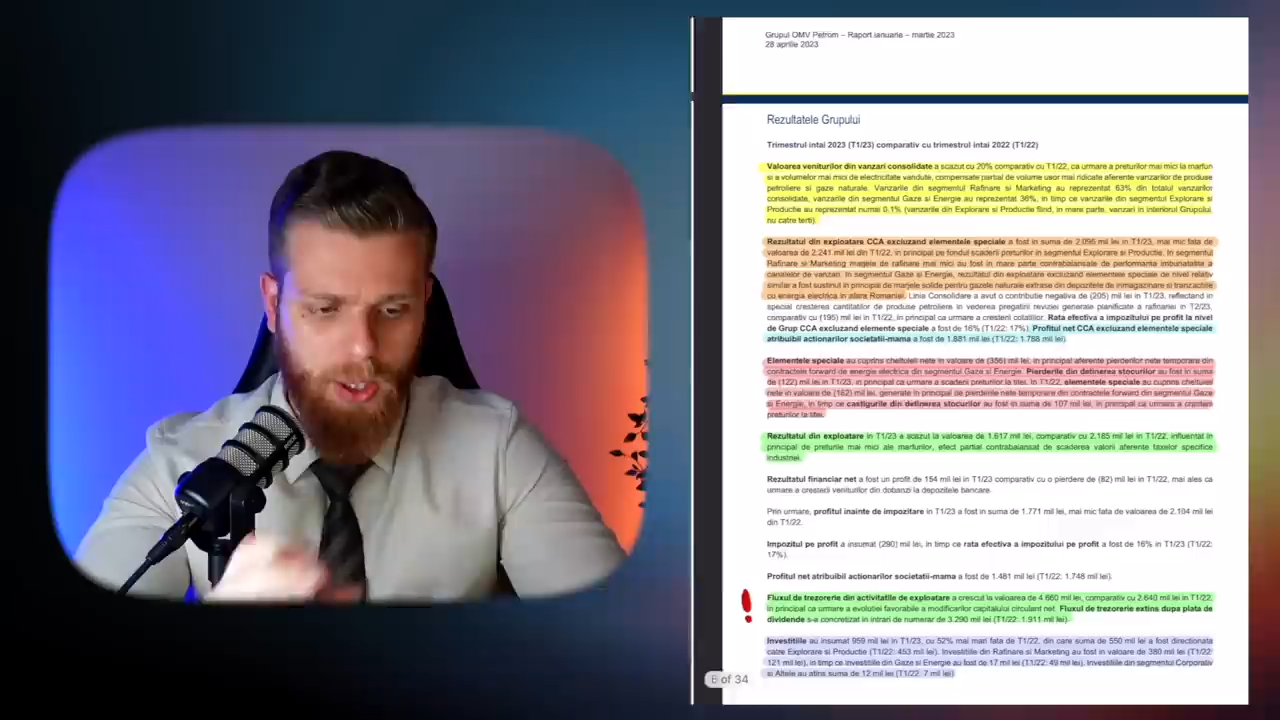 Grupul OMV Petrom – Raport ianuarie – martie 2023
28 aprilie 2023
Rezultatele Grupului
Trimestrul intai 2023 (T1/23) comparativ cu trimestrul intai 2022 (T1/22)
Valoarea veniturilor din vanzari consolidate a scazut cu 20% comparativ cu T1/22, ca urmare a preturilor mai mici la marfuri
si a volumelor mai mici de electricitate vandute, compensate partial de volume usor mai ridicate aferente vanzarilor de produse
petroliere si gaze naturale. Vanzarile din segmentul Rafinare si Marketing au reprezentat 63% din totalul vanzarilor
consolidate, vanzarile din segmentul Gaze si Energie au reprezentat 36%, in timp ce vanzarile din segmentul Explorare si
Productie au reprezentat numai 0,1% (vanzarile din Explorare si Productie fiind, in mare parte, vanzari in interiorul Grupului,
nu catre terti).
Rezultatul din exploatare CCA excluzand elementele speciale a fost in suma de 2.095 mil lei in T1/23, mai mic fata de
valoarea de 2.241 mil lei din T1/22, in principal pe fondul scaderii preturilor in segmentul Explorare si Productie. In segmentul
Rafinare si Marketing marjele de rafinare mai mici au fost in mare parte contrabalansate de performanta imbunatatita a
canalelor de vanzari. In segmentul Gaze si Energie, rezultatul din exploatare excluzand elementele speciale de nivel relativ
similar a fost sustinut in principal de marjele solide pentru gazele naturale extrase din depozitele de inmagazinare si tranzactiile
cu energie electrica in afara Romaniei. Linia Consolidare a avut o contributie negativa de (205) mil lei in T1/23, reflectand in
special cresterea cantitatilor de produse petroliere in vederea pregatirii reviziei generale planificate a rafinariei in T2/23,
comparativ cu (195) mil lei in T1/22, in principal ca urmare a cresterii cotatiilor. Rata efectiva a impozitului pe profit la nivel
de Grup CCA excluzand elemente speciale a fost de 16% (T1/22: 17%). Profitul net CCA excluzand elementele speciale
atribuibil actionarilor societatii-mama a fost de 1.881 mil lei (T1/22: 1.788 mil lei).
Elementele speciale au cuprins cheltuieli nete in valoare de (356) mil lei, in principal aferente pierderilor nete temporare din
contractele forward de energie electrica din segmentul Gaze si Energie. Pierderile din detinerea stocurilor au fost in suma
de (122) mil lei in T1/23, in principal ca urmare a scaderii preturilor la titei. In T1/22, elementele speciale au cuprins cheltuieli
nete in valoare de (162) mil lei, generate in principal de pierderile nete temporare din contractele forward din segmentul Gaze
si Energie, in timp ce castigurile din detinerea stocurilor au fost in suma de 107 mil lei, in principal ca urmare a cresterii
preturilor la titei.
Rezultatul din exploatare in T1/23 a scazut la valoarea de 1.617 mil lei, comparativ cu 2.185 mil lei in T1/22, influentat in
principal de preturile mai mici ale marfurilor, efect partial contrabalansat de scaderea valorii aferente taxelor specifice
industriei.
Rezultatul financiar net a fost un profit de 154 mil lei in T1/23 comparativ cu o pierdere de (82) mil lei in T1/22, mai ales ca
urmare a cresterii veniturilor din dobanzi la depozitele bancare.
Prin urmare, profitul inainte de impozitare in T1/23 a fost in suma de 1.771 mil lei, mai mic fata de valoarea de 2.104 mil lei
din T1/22.
Impozitul pe profit a insumat (290) mil lei, in timp ce rata efectiva a impozitului pe profit a fost de 16% in T1/23 (T1/22:
17%).
Profitul net atribuibil actionarilor societatii-mama a fost de 1.481 mil lei (T1/22: 1.748 mil lei).
Fluxul de trezorerie din activitatile de exploatare a crescut la valoarea de 4.660 mil lei, comparativ cu 2.640 mil lei in T1/22,
in principal ca urmare a evolutiei favorabile a modificarilor capitalului circulant net. Fluxul de trezorerie extins dupa plata de
dividende s-a concretizat in intrari de numerar de 3.290 mil lei (T1/22: 1.911 mil lei).
Investitiile au insumat 959 mil lei in T1/23, cu 52% mai mari fata de T1/22, din care suma de 550 mil lei a fost directionata
catre Explorare si Productie (T1/22: 453 mil lei). Investitiile din Rafinare si Marketing au fost in valoare de 380 mil lei (T1/22:
121 mil lei), in timp ce investitiile din Gaze si Energie au fost de 17 mil lei (T1/22: 49 mil lei). Investitiile din segmentul Corporativ
si Altele au atins suma de 12 mil lei (T1/22: 7 mil lei)
6 of 34